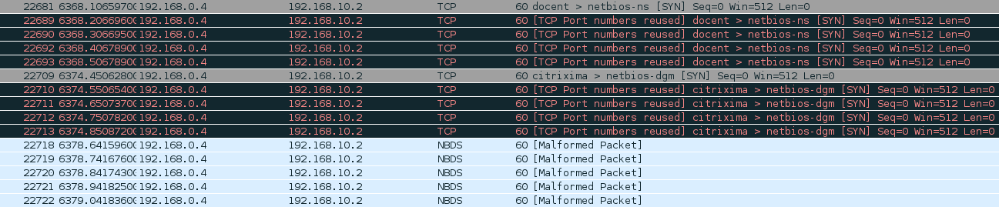 22681 6368.10659700 192.168.0.4 192.168.10.2 TCP 60 docent > netbios-ns [SYN] Seq=0 Win=512 Len=0
22689 6368.20669600 192.168.0.4 192.168.10.2 TCP 60 [TCP Port numbers reused] docent > netbios-ns [SYN] Seq=0 Win=512 Len=0
22690 6368.30669500 192.168.0.4 192.168.10.2 TCP 60 [TCP Port numbers reused] docent > netbios-ns [SYN] Seq=0 Win=512 Len=0
22692 6368.40678900 192.168.0.4 192.168.10.2 TCP 60 [TCP Port numbers reused] docent > netbios-ns [SYN] Seq=0 Win=512 Len=0
22693 6368.50678900 192.168.0.4 192.168.10.2 TCP 60 [TCP Port numbers reused] docent > netbios-ns [SYN] Seq=0 Win=512 Len=0
22709 6374.45062800 192.168.0.4 192.168.10.2 TCP 60 citrixima > netbios-dgm [SYN] Seq=0 Win=512 Len=0
22710 6374.55065400 192.168.0.4 192.168.10.2 TCP 60 [TCP Port numbers reused] citrixima > netbios-dgm [SYN] Seq=0 Win=512 Len=0
22711 6374.65073700 192.168.0.4 192.168.10.2 TCP 60 [TCP Port numbers reused] citrixima > netbios-dgm [SYN] Seq=0 Win=512 Len=0
22712 6374.75078200 192.168.0.4 192.168.10.2 TCP 60 [TCP Port numbers reused] citrixima > netbios-dgm [SYN] Seq=0 Win=512 Len=0
22713 6374.85087200 192.168.0.4 192.168.10.2 TCP 60 [TCP Port numbers reused] citrixima > netbios-dgm [SYN] Seq=0 Win=512 Len=0
22718 6378.64159600 192.168.0.4 192.168.10.2 NBDS 60 [Malformed Packet]
22719 6378.74167600 192.168.0.4 192.168.10.2 NBDS 60 [Malformed Packet]
22720 6378.84174300 192.168.0.4 192.168.10.2 NBDS 60 [Malformed Packet]
22721 6378.94182500 192.168.0.4 192.168.10.2 NBDS 60 [Malformed Packet]
22722 6379.04183600 192.168.0.4 192.168.10.2 NBDS 60 [Malformed Packet]